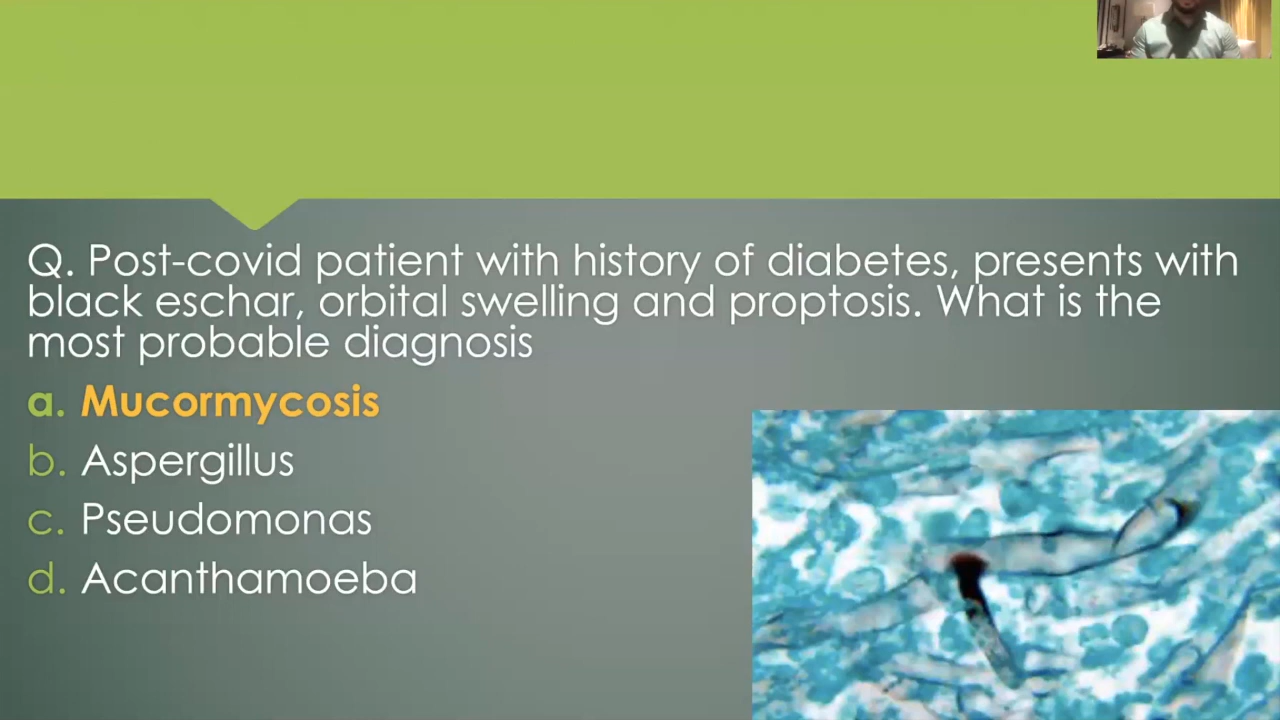 Q. Post-covid patient with history of diabetes, presents with
black eschar, orbital swelling and proptosis. What is the
most probable diagnosis
a. Mucormycosis
b. Aspergillus
c. Pseudomonas
d. Acanthamoeba